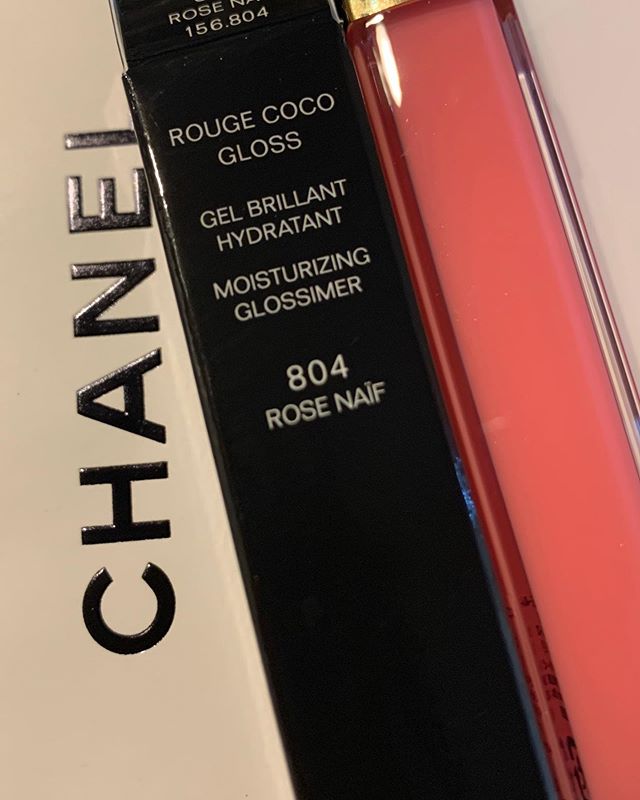 CHANEL
156.804
ROUGE COCO
GLOSS
GEL BRILLANT
HYDRATANT
MOISTURIZING
GLOSSIMER
804
ROSE NAÏF